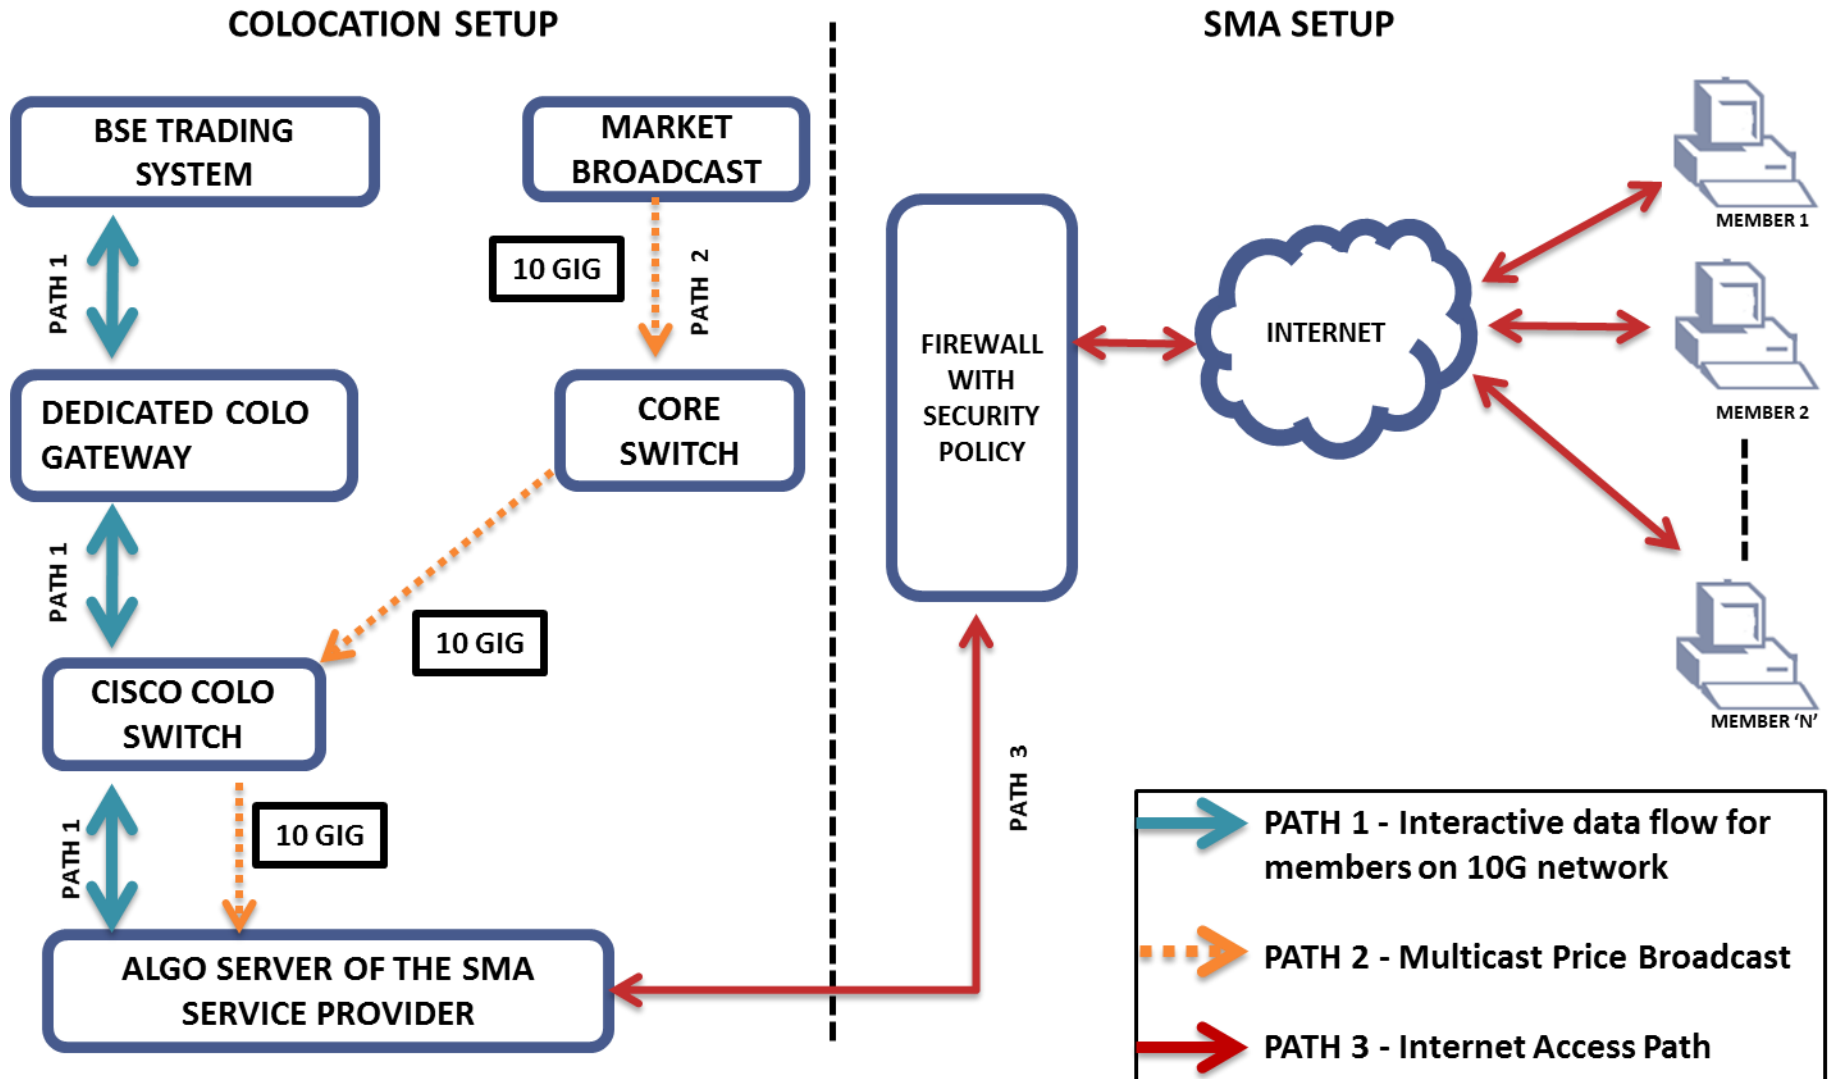 COLOCATION SETUP
SMA SETUP
BSE TRADING
SYSTEM
MARKET
BROADCAST
10 GIG
PATH 1
PATH 2
DEDICATED COLO
GATEWAY
CORE
SWITCH
PATH 1
10 GIG
CISCO COLO
SWITCH
PATH 1
10 GIG
ALGO SERVER OF THE SMA
SERVICE PROVIDER
FIREWALL
WITH
SECURITY
POLICY
INTERNET
MEMBER 1
MEMBER 2
MEMBER ‘N’
PATH 3
PATH 1 - Interactive data flow for
members on 10G network
PATH 2 - Multicast Price Broadcast
PATH 3 - Internet Access Path